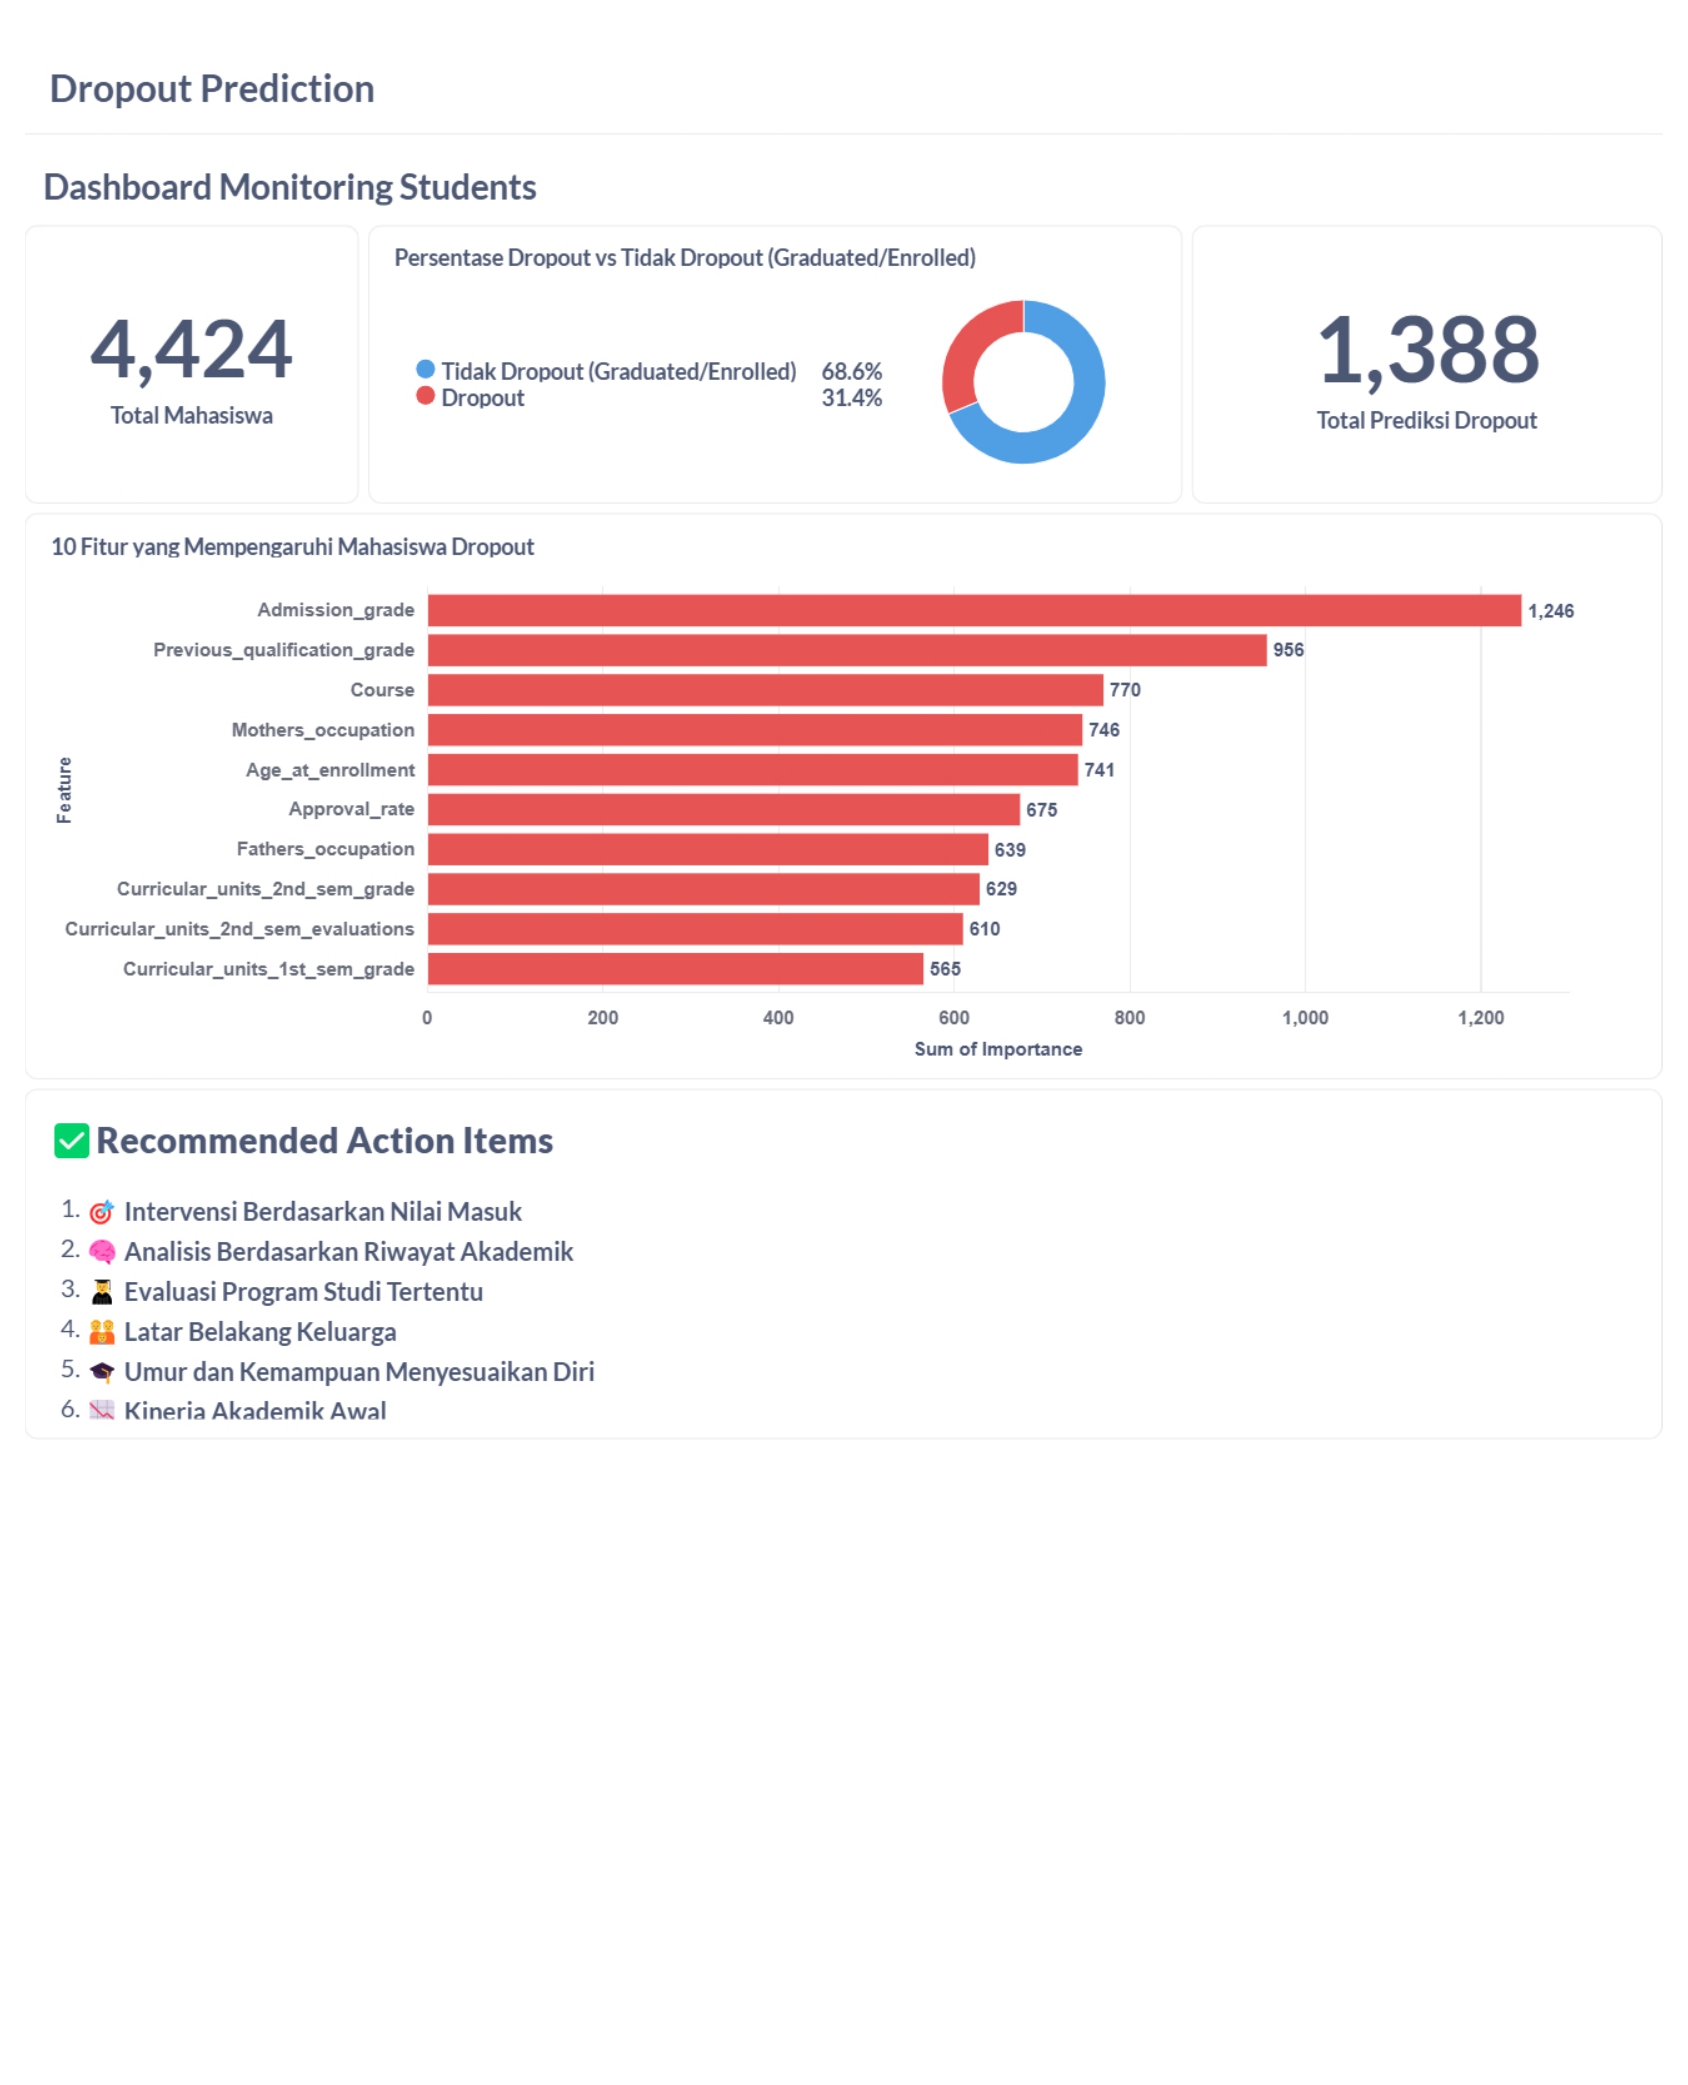 Dropout Prediction
Dashboard Monitoring Students
4,424
Total Mahasiswa
Persentase Dropout vs Tidak Dropout (Graduated/Enrolled)
Tidak Dropout (Graduated/Enrolled) 68.6%
Dropout 31.4%
1,388
Total Prediksi Dropout
10 Fitur yang Mempengaruhi Mahasiswa Dropout
Feature
Admission_grade 1,246
Previous_qualification_grade 956
Course 770
Mothers_occupation 746
Age_at_enrollment 741
Approval_rate 675
Fathers_occupation 639
Curricular_units_2nd_sem_grade 629
Curricular_units_2nd_sem_evaluations 610
Curricular_units_1st_sem_grade 565
0 200 400 600 800 1,000 1,200
Sum of Importance
✅ Recommended Action Items
1. 🎯 Intervensi Berdasarkan Nilai Masuk
2. 🧠 Analisis Berdasarkan Riwayat Akademik
3. 👨‍🎓 Evaluasi Program Studi Tertentu
4. 👨‍👩‍👦 Latar Belakang Keluarga
5. 🎓 Umur dan Kemampuan Menyesuaikan Diri
6. 📉 Kinerja Akademik Awal